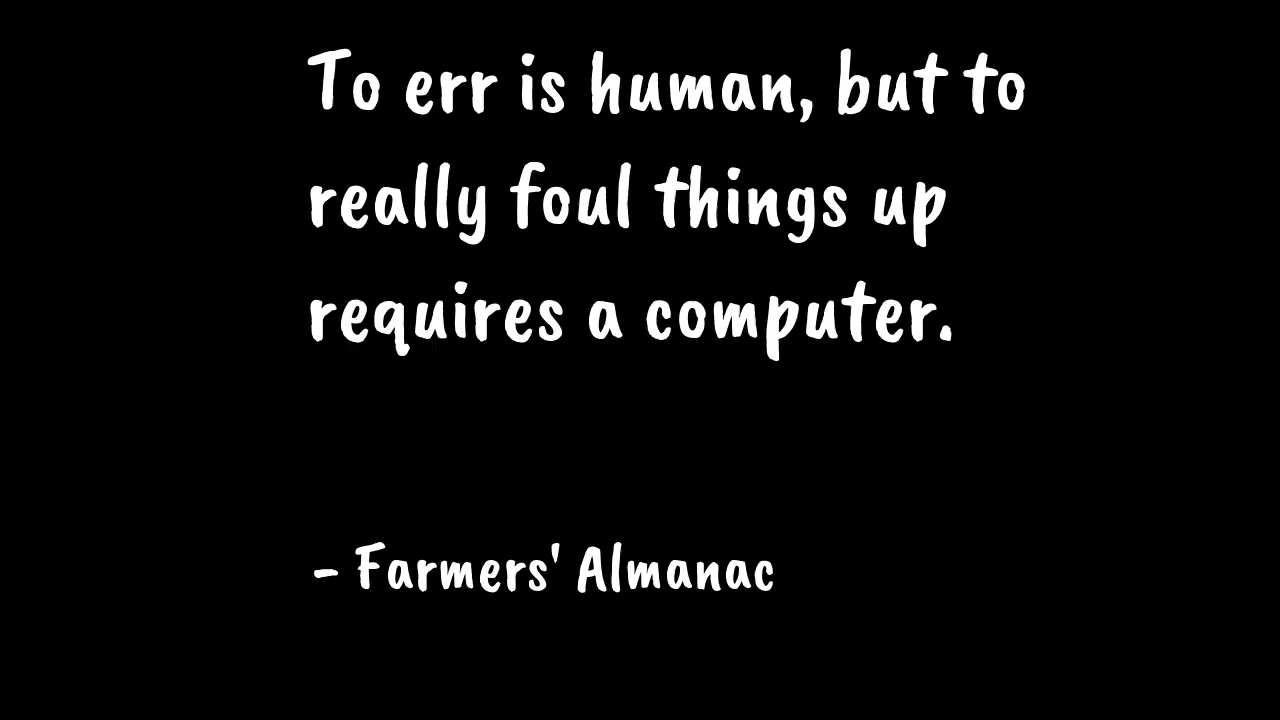 To err is human, but to
really foul things up
requires a computer.
- Farmers' Almanac